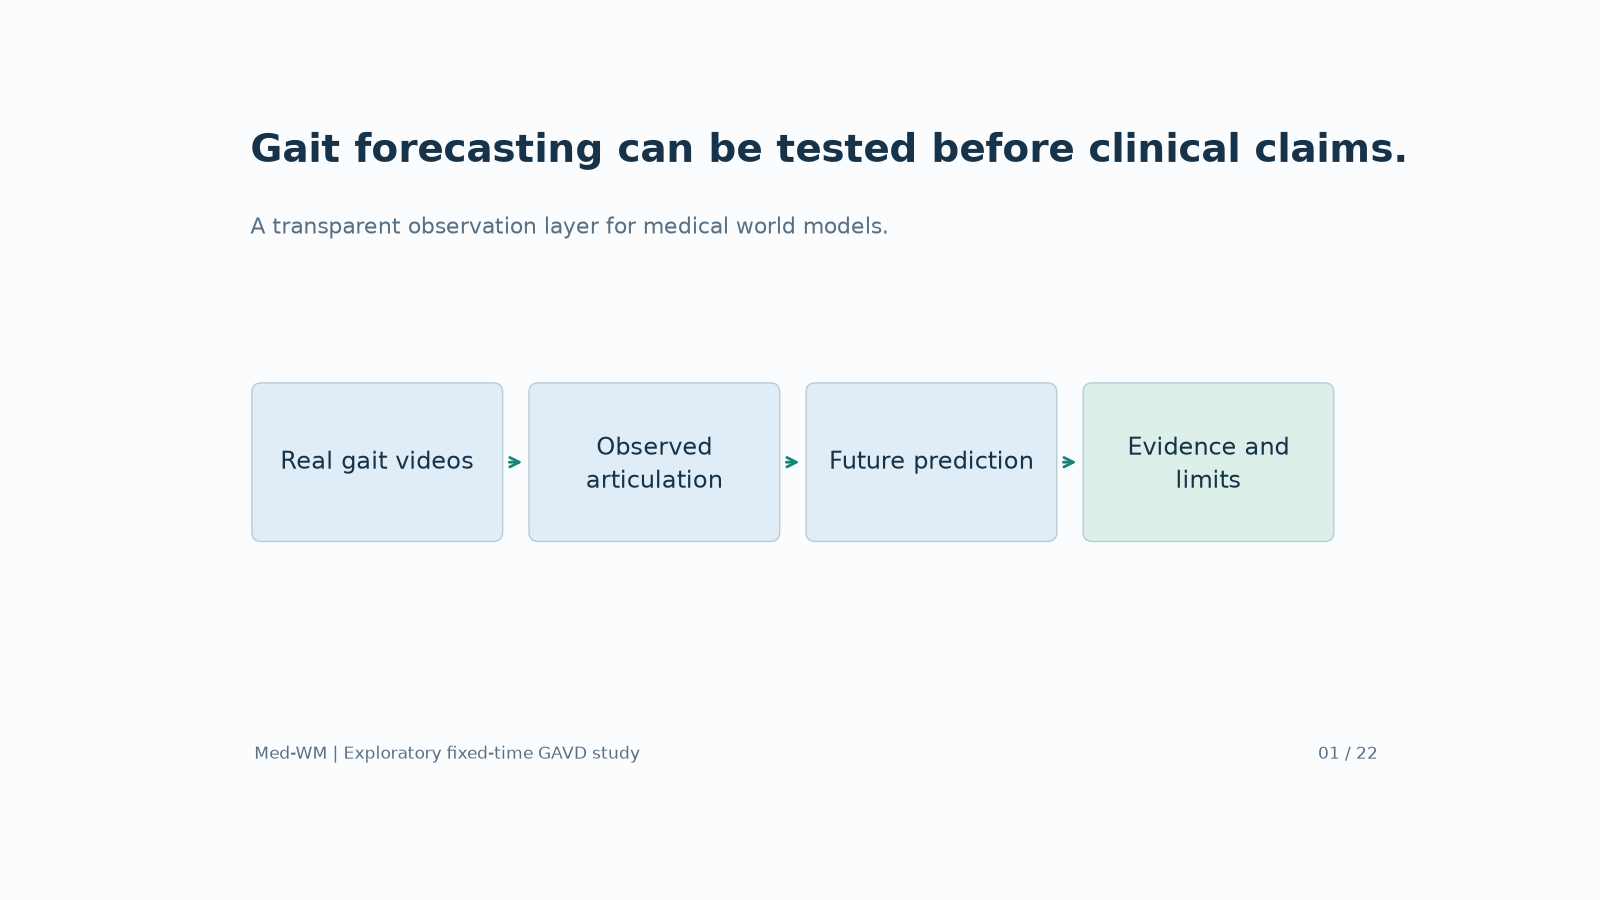 Gait forecasting can be tested before clinical claims.
A transparent observation layer for medical world models.
Real gait videos
Observed
articulation
Future prediction
Evidence and
limits
Med-WM | Exploratory fixed-time GAVD study
01 / 22